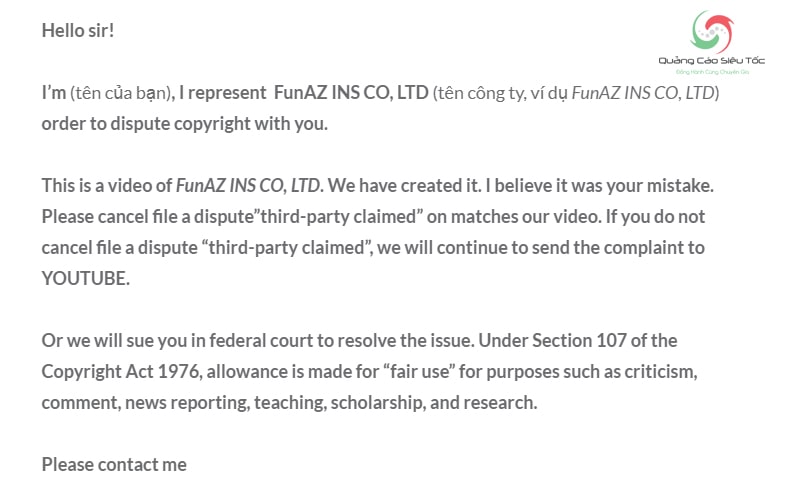 Quảng Cáo Siêu Tốc
Đồng Hành Cùng Chuyên Gia
Hello sir!
I’m (tên của bạn), I represent FunAZ INS CO, LTD (tên công ty, ví dụ FunAZ INS CO, LTD)
order to dispute copyright with you.
This is a video of FunAZ INS CO, LTD. We have created it. I believe it was your mistake.
Please cancel file a dispute”third-party claimed” on matches our video. If you do not
cancel file a dispute “third-party claimed”, we will continue to send the complaint to
YOUTUBE.
Or we will sue you in federal court to resolve the issue. Under Section 107 of the
Copyright Act 1976, allowance is made for “fair use” for purposes such as criticism,
comment, news reporting, teaching, scholarship, and research.
Please contact me